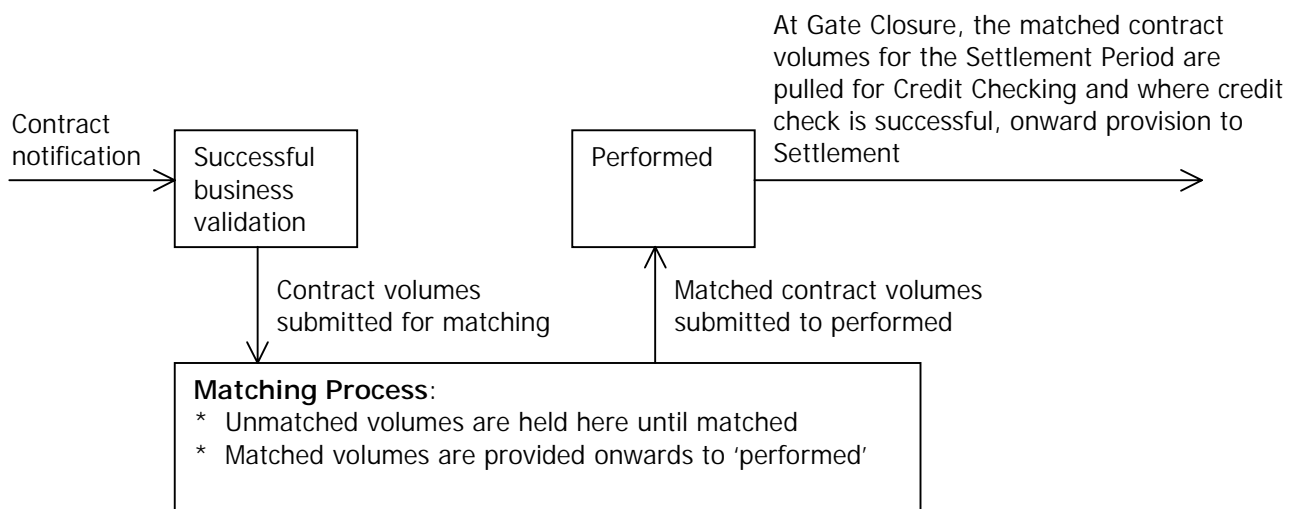 Contract
notification
Successful
business
validation
Performed
At Gate Closure, the matched contract
volumes for the Settlement Period are
pulled for Credit Checking and where credit
check is successful, onward provision to
Settlement
Contract volumes
submitted for matching
Matched contract volumes
submitted to performed
Matching Process:
* Unmatched volumes are held here until matched
* Matched volumes are provided onwards to ‘performed’